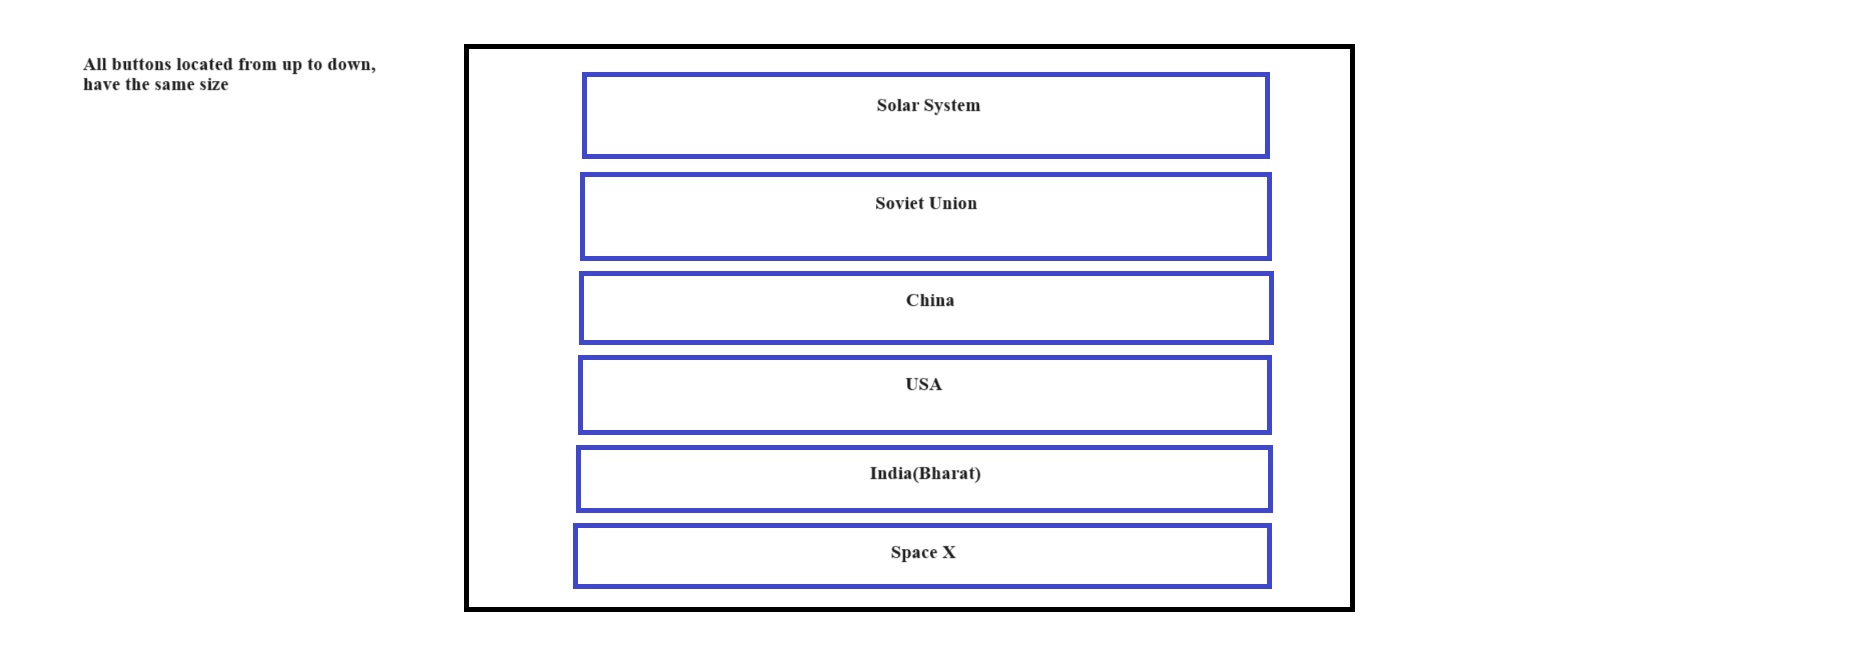 All buttons located from up to down,
have the same size
Solar System
Soviet Union
China
USA
India(Bharat)
Space X